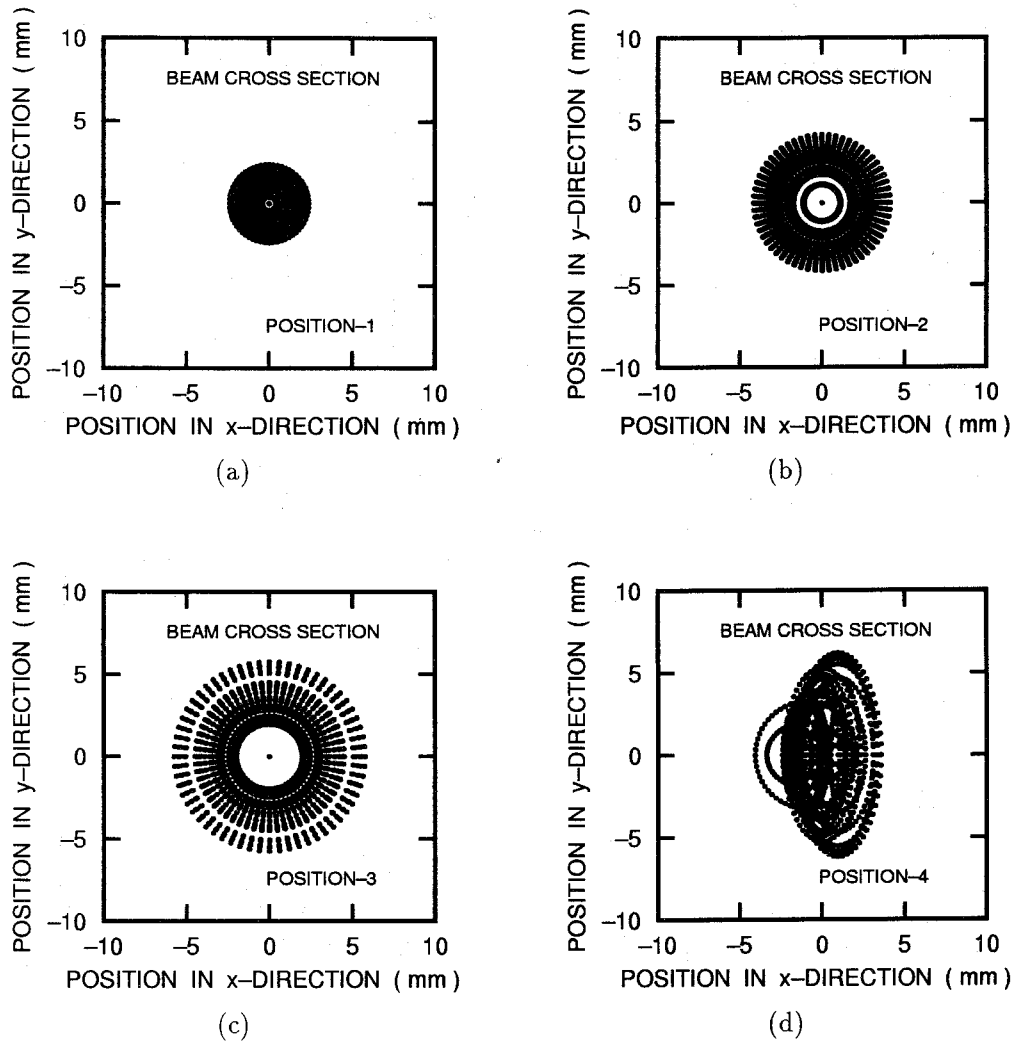 POSITION IN y–DIRECTION ( mm )
10
5
0
–5
–10
BEAM CROSS SECTION
POSITION–1
–10 –5 0 5 10
POSITION IN x–DIRECTION ( mm )
(a)
POSITION IN y–DIRECTION ( mm )
10
5
0
–5
–10
BEAM CROSS SECTION
POSITION–2
–10 –5 0 5 10
POSITION IN x–DIRECTION ( mm )
(b)
POSITION IN y–DIRECTION ( mm )
10
5
0
–5
–10
BEAM CROSS SECTION
POSITION–3
–10 –5 0 5 10
POSITION IN x–DIRECTION ( mm )
(c)
POSITION IN y–DIRECTION ( mm )
10
5
0
–5
–10
BEAM CROSS SECTION
POSITION–4
–10 –5 0 5 10
POSITION IN x–DIRECTION ( mm )
(d)